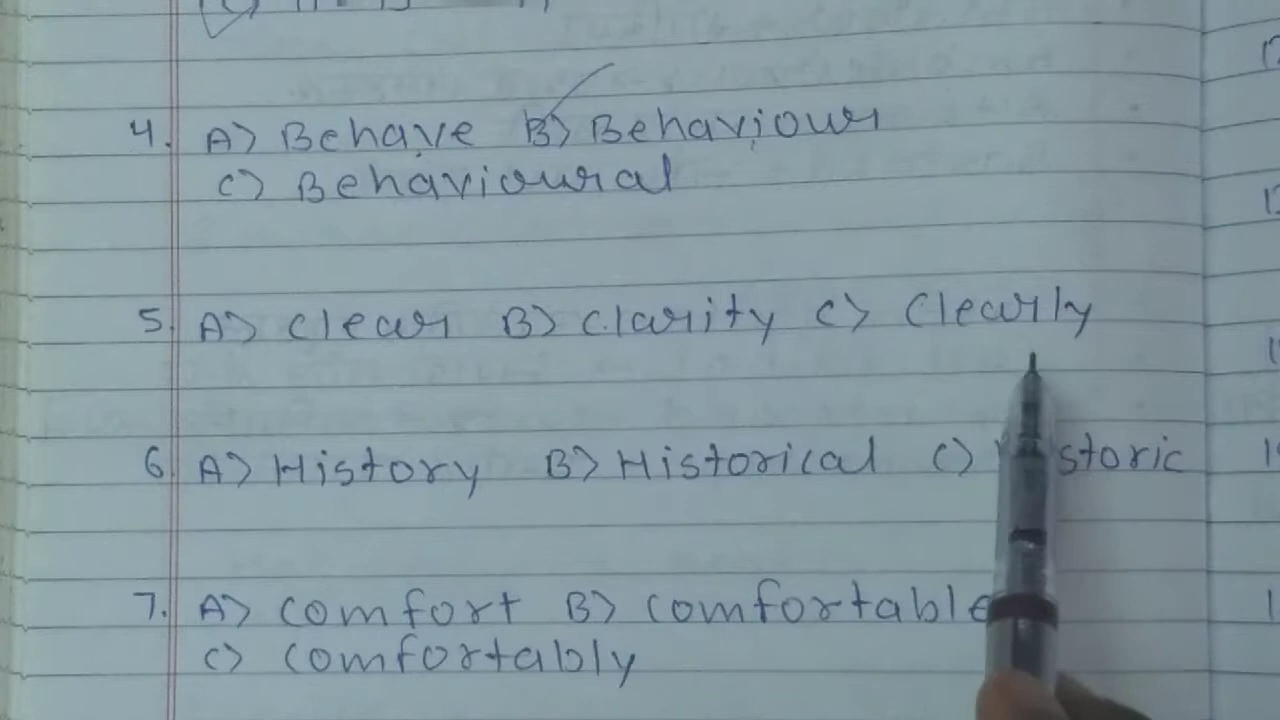 4. A) Behave B) Behaviour
C) Behavioural
5. A) Clear B) Clarity C) Clearly
6. A) History B) Historical C)
7. A) Comfort B) Comfortable
C) Comfortably